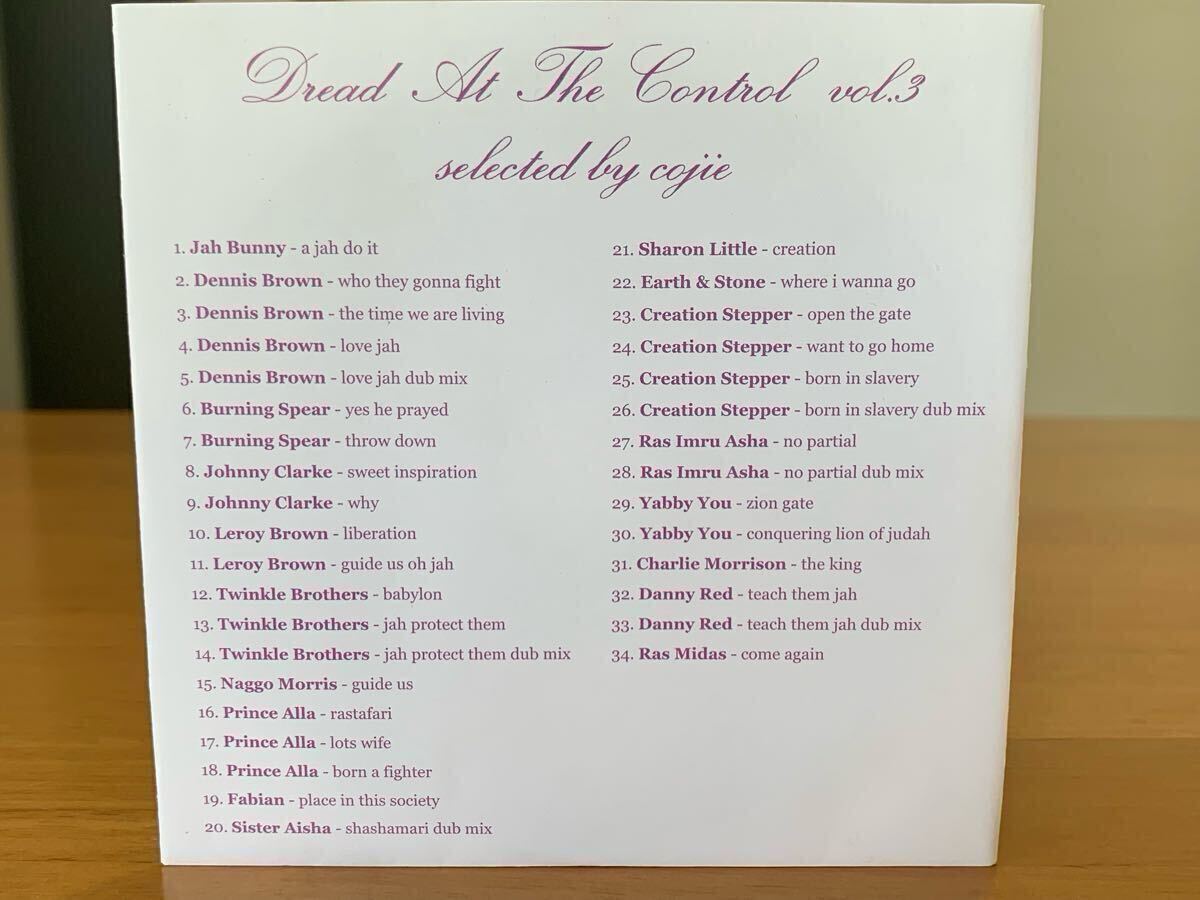 Dread At The Control vol.3
selected by cojie
1. Jah Bunny - a jah do it
2. Dennis Brown - who they gonna fight
3. Dennis Brown - the time we are living
4. Dennis Brown - love jah
5. Dennis Brown - love jah dub mix
6. Burning Spear - yes he prayed
7. Burning Spear - throw down
8. Johnny Clarke - sweet inspiration
9. Johnny Clarke - why
10. Leroy Brown - liberation
11. Leroy Brown - guide us oh jah
12. Twinkle Brothers - babylon
13. Twinkle Brothers - jah protect them
14. Twinkle Brothers - jah protect them dub mix
15. Naggo Morris - guide us
16. Prince Alla - rastafari
17. Prince Alla - lots wife
18. Prince Alla - born a fighter
19. Fabian - place in this society
20. Sister Aisha - shashamari dub mix
21. Sharon Little - creation
22. Earth & Stone - where i wanna go
23. Creation Stepper - open the gate
24. Creation Stepper - want to go home
25. Creation Stepper - born in slavery
26. Creation Stepper - born in slavery dub mix
27. Ras Imru Asha - no partial
28. Ras Imru Asha - no partial dub mix
29. Yabby You - zion gate
30. Yabby You - conquering lion of judah
31. Charlie Morrison - the king
32. Danny Red - teach them jah
33. Danny Red - teach them jah dub mix
34. Ras Midas - come again